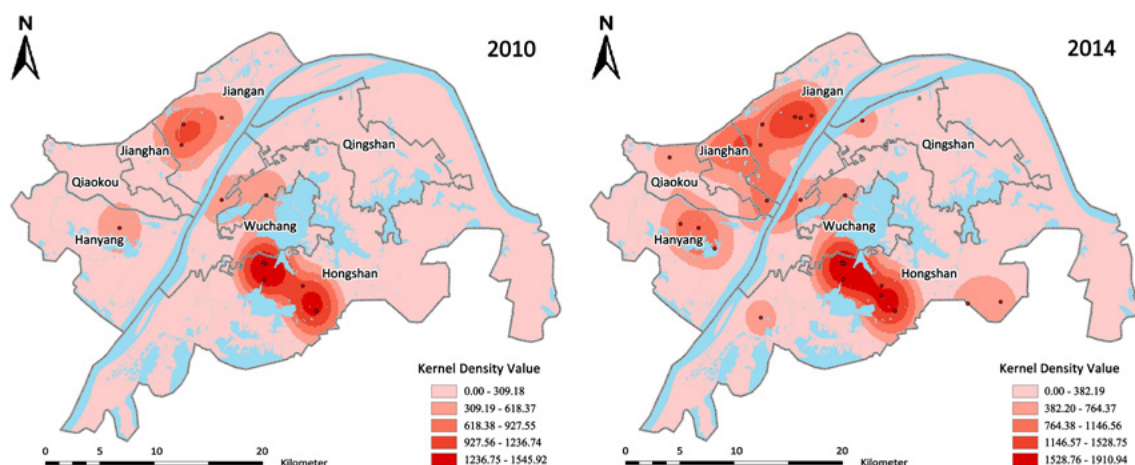 N
2010
Jiangan
Jianghan
Qingshan
Qiaokou
Wuchang
Hanyang
Hongshan
Kernel Density Value
0.00 - 309.18
309.19 - 618.37
618.38 - 927.55
927.56 - 1236.74
1236.75 - 1545.92
0 5 10 20
Kilometer
N
2014
Jiangan
Jianghan
Qingshan
Qiaokou
Wuchang
Hanyang
Hongshan
Kernel Density Value
0.00 - 382.19
382.20 - 764.37
764.38 - 1146.56
1146.57 - 1528.75
1528.76 - 1910.94
0 5 10 20
Kilometer